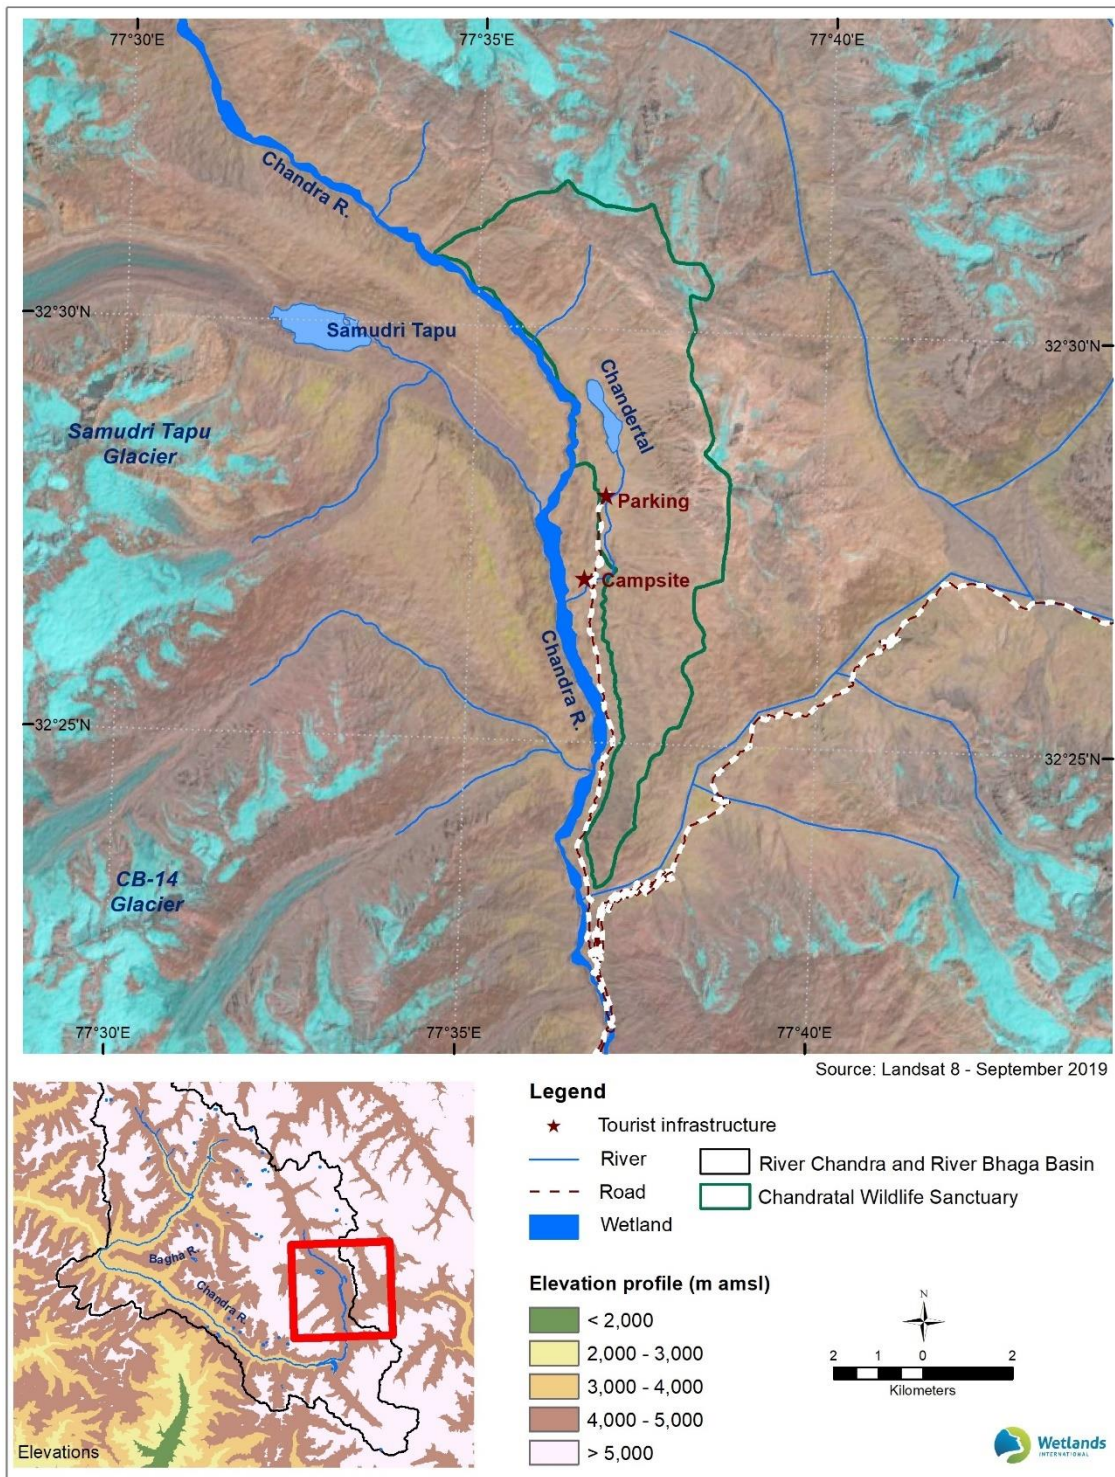 77°30'E
77°35'E
77°40'E
Chandra R.
32°30'N
Samudri Tapu
32°30'N
Chandertal
Samudri Tapu
Glacier
Parking
Campsite
Chandra R.
32°25'N
32°25'N
CB-14
Glacier
77°30'E
77°35'E
77°40'E
Source: Landsat 8 - September 2019
Legend
Tourist infrastructure
River
River Chandra and River Bhaga Basin
Road
Chandratal Wildlife Sanctuary
Wetland
Bagha R.
Chandra R.
Elevations
Elevation profile (m amsl)
< 2,000
2,000 - 3,000
3,000 - 4,000
4,000 - 5,000
> 5,000
N
2 1 0 2
Kilometers
Wetlands
INTERNATIONAL